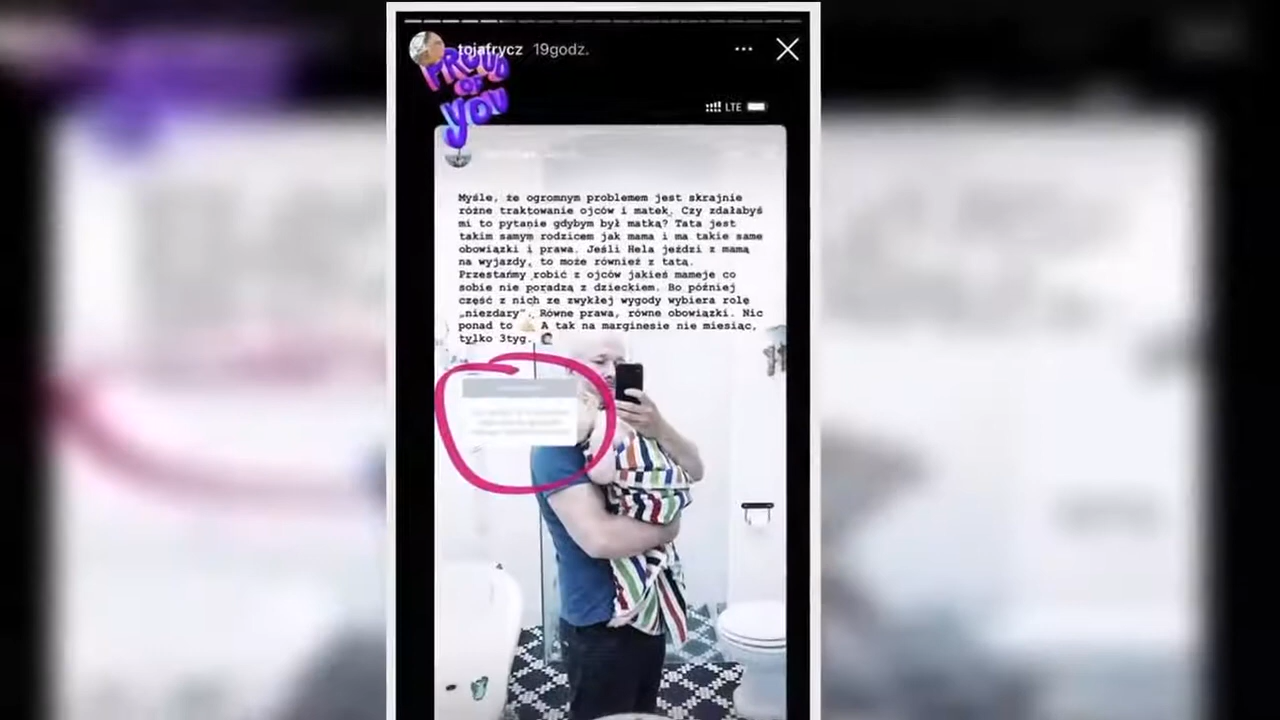 tojafrycz 19godz.
PROUD
OF
YOU
LTE
Myśle, że ogromnym problemem jest skrajnie
różne traktowanie ojców i matek. Czy zdałabyś
mi to pytanie gdybym był matką? Tata jest
takim samym rodzicem jak mama i ma takie same
obowiązki i prawa. Jeśli Hela jeździ z mamą
na wyjazdy, to może również z tatą.
Przestańmy robić z ojców jakieś mameje co
sobie nie poradzą z dzieckiem. Bo później
część z nich ze zwykłej wygody wybiera rolę
„niezdary". Równe prawa, równe obowiązki. Nic
ponad to 💪🏼 A tak na marginesie nie miesiąc,
tylko 3tyg.